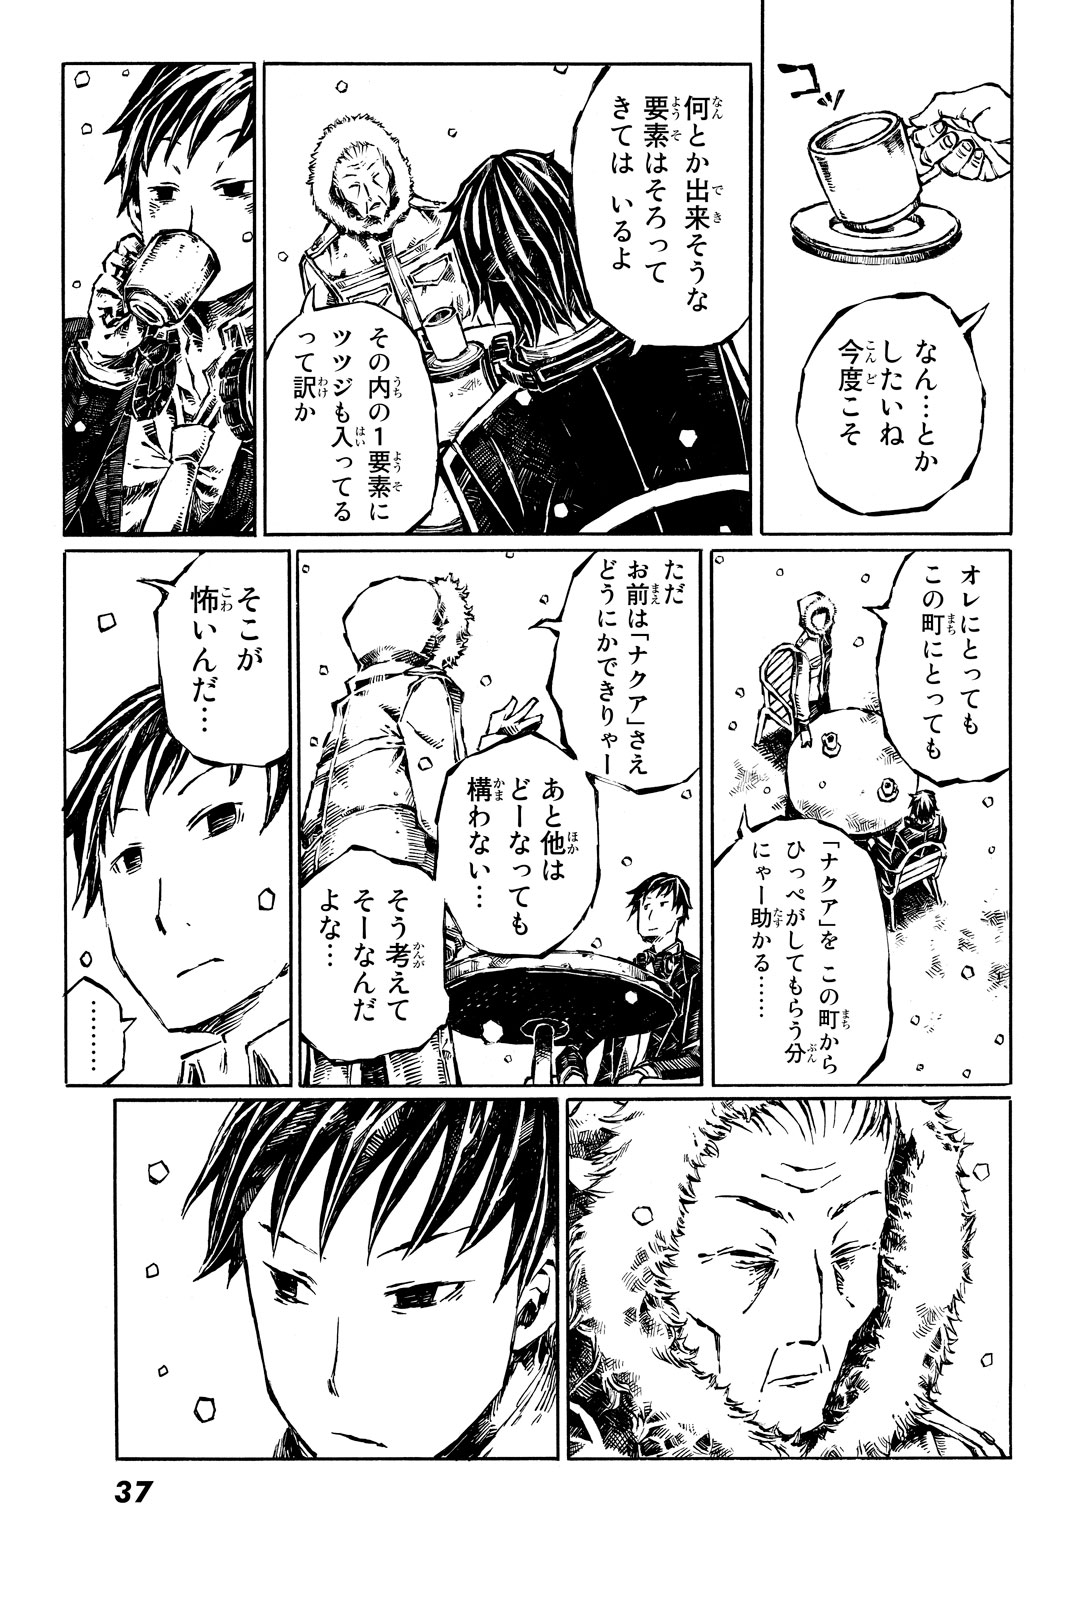 コ
なん…とか
したいね
今度こそ
何とか出来そうな
要素はそろって
きては いるよ
その内の1要素に
ツツジも入ってる
って訳か
オレにとっても
この町にとっても
「ナクア」を この町から
ひっぺがしてもらう分
にゃー助かる……
ただ
お前は「ナクア」さえ
どうにかできりゃー
あと他は
どーなっても
構わない…
そう考えて
そーなんだ
よな…
そこが
怖いんだ…
………
37